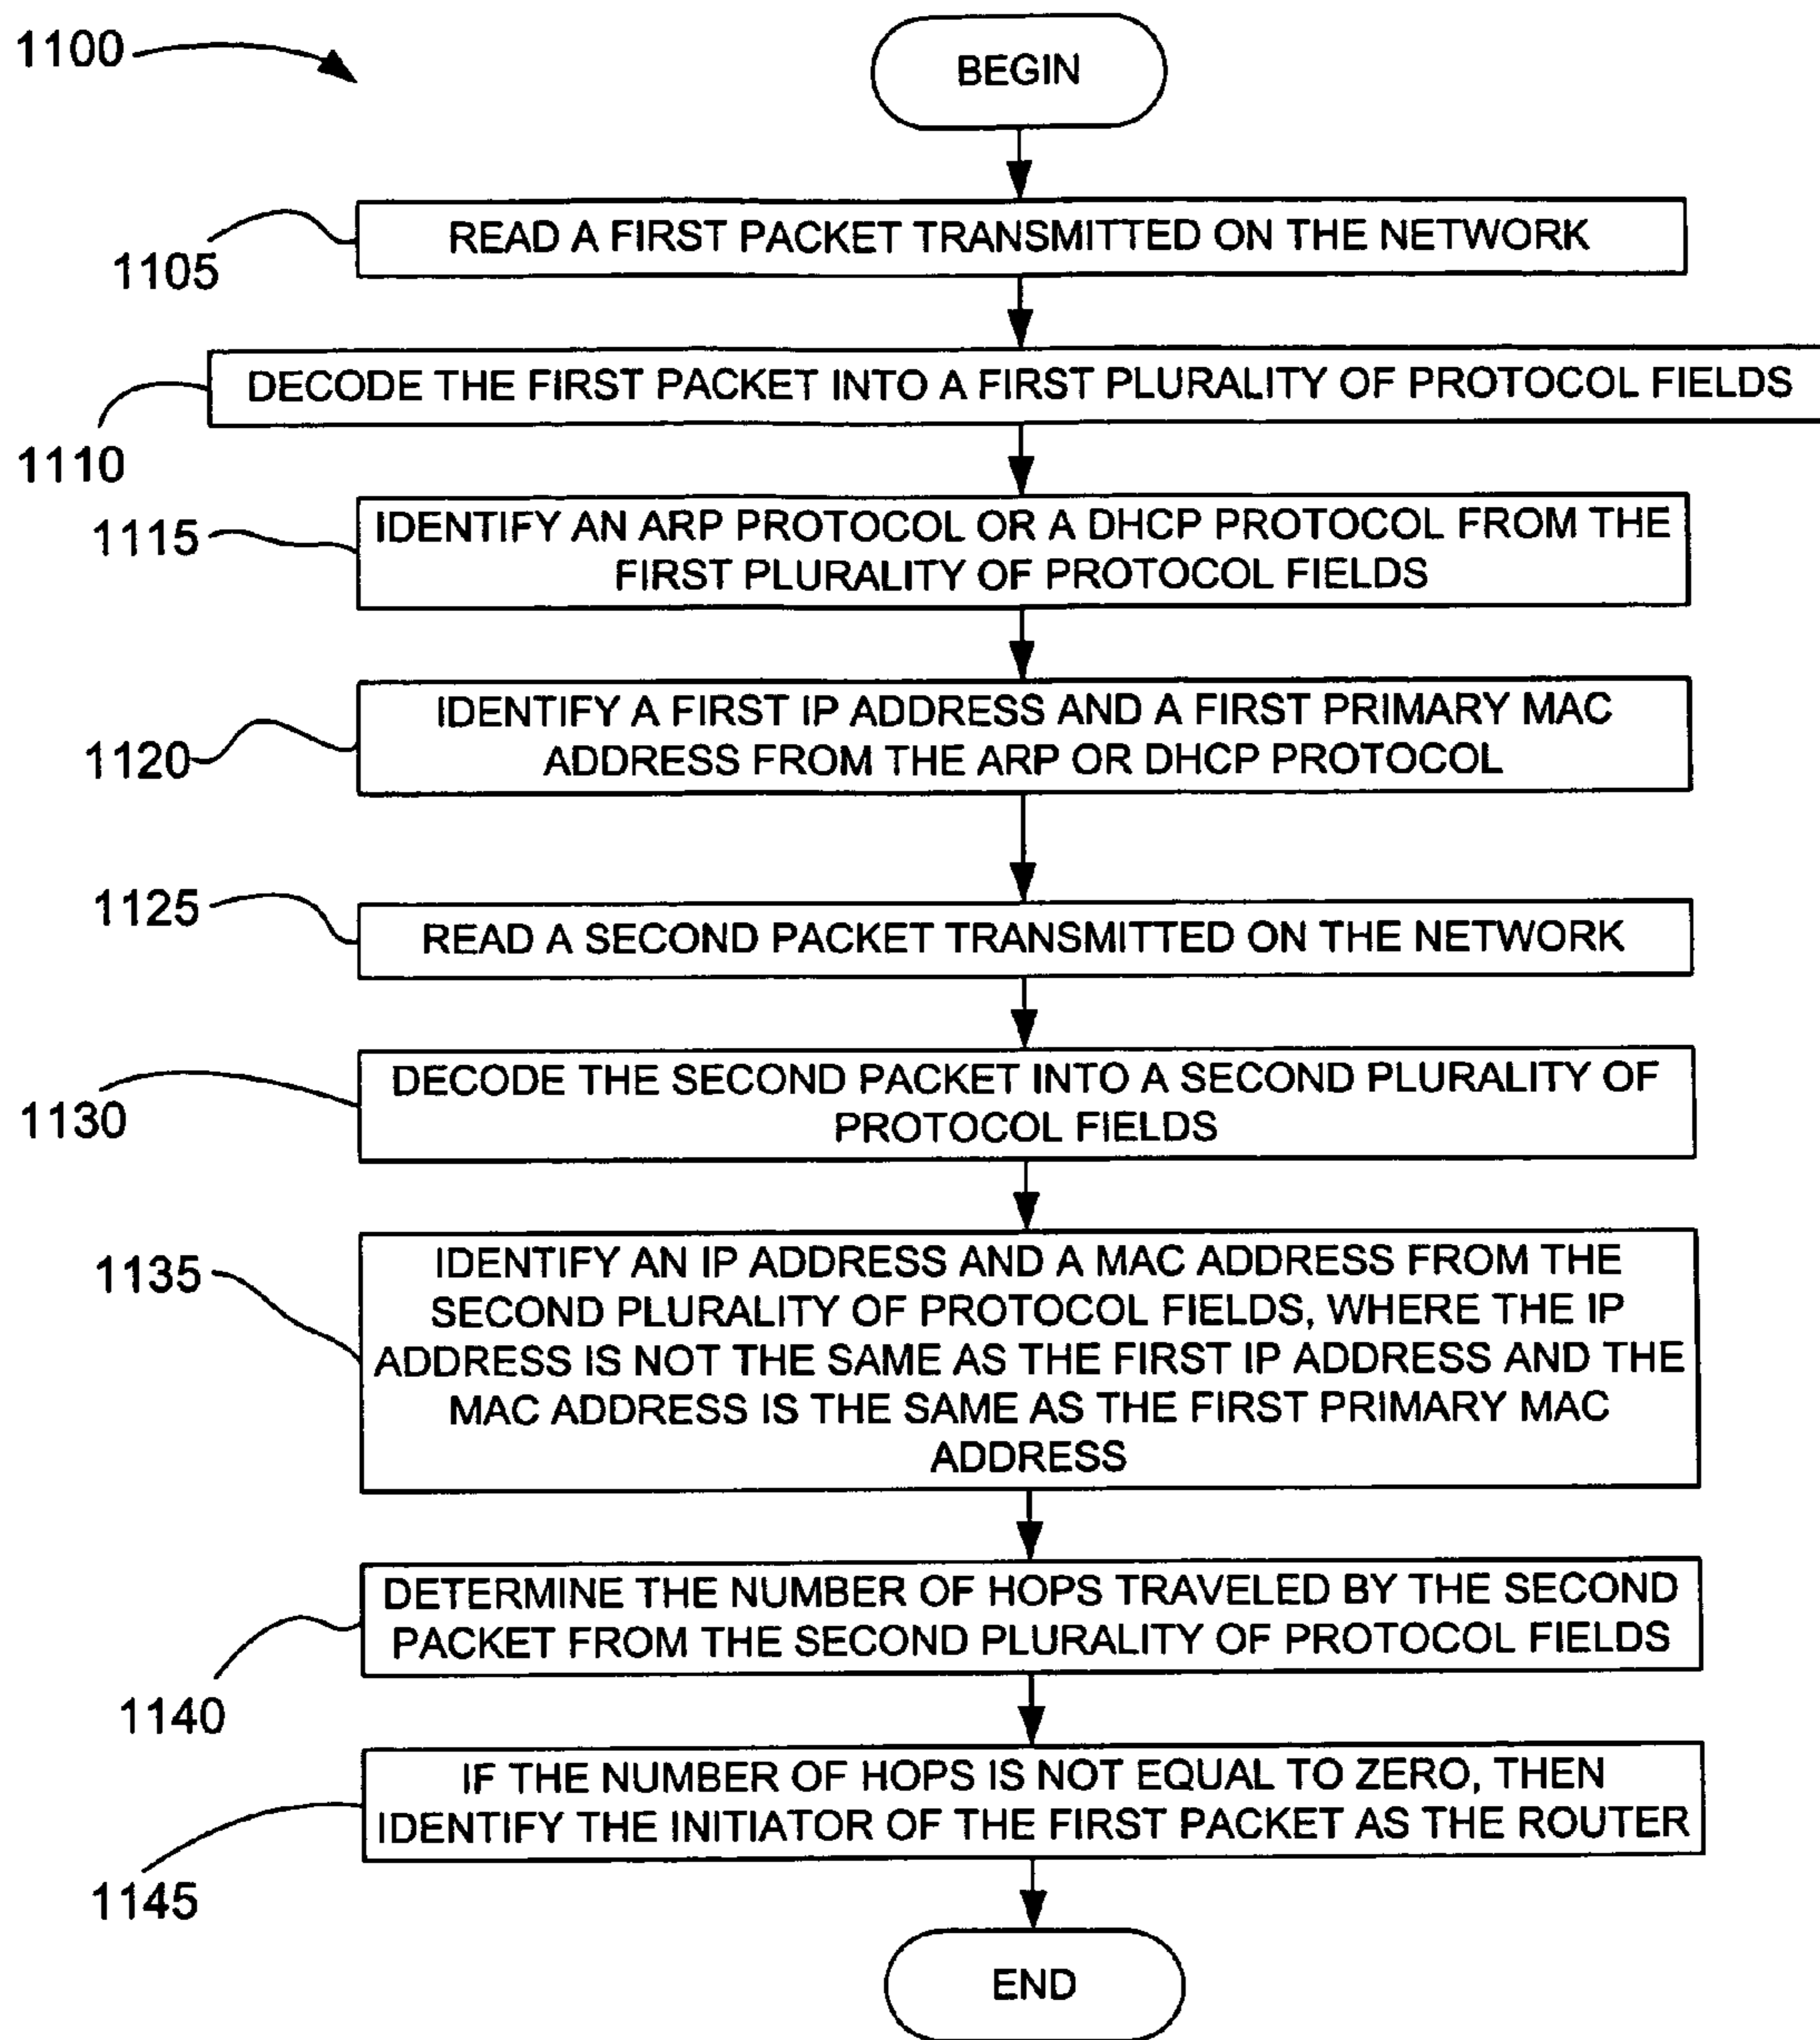 1100
BEGIN
READ A FIRST PACKET TRANSMITTED ON THE NETWORK
1105
DECODE THE FIRST PACKET INTO A FIRST PLURALITY OF PROTOCOL FIELDS
1110
1115
IDENTIFY AN ARP PROTOCOL OR A DHCP PROTOCOL FROM THE
FIRST PLURALITY OF PROTOCOL FIELDS
1120
IDENTIFY A FIRST IP ADDRESS AND A FIRST PRIMARY MAC
ADDRESS FROM THE ARP OR DHCP PROTOCOL
1125
READ A SECOND PACKET TRANSMITTED ON THE NETWORK
1130
DECODE THE SECOND PACKET INTO A SECOND PLURALITY OF
PROTOCOL FIELDS
1135
IDENTIFY AN IP ADDRESS AND A MAC ADDRESS FROM THE
SECOND PLURALITY OF PROTOCOL FIELDS, WHERE THE IP
ADDRESS IS NOT THE SAME AS THE FIRST IP ADDRESS AND THE
MAC ADDRESS IS THE SAME AS THE FIRST PRIMARY MAC
ADDRESS
DETERMINE THE NUMBER OF HOPS TRAVELED BY THE SECOND
PACKET FROM THE SECOND PLURALITY OF PROTOCOL FIELDS
1140
IF THE NUMBER OF HOPS IS NOT EQUAL TO ZERO, THEN
IDENTIFY THE INITIATOR OF THE FIRST PACKET AS THE ROUTER
1145
END